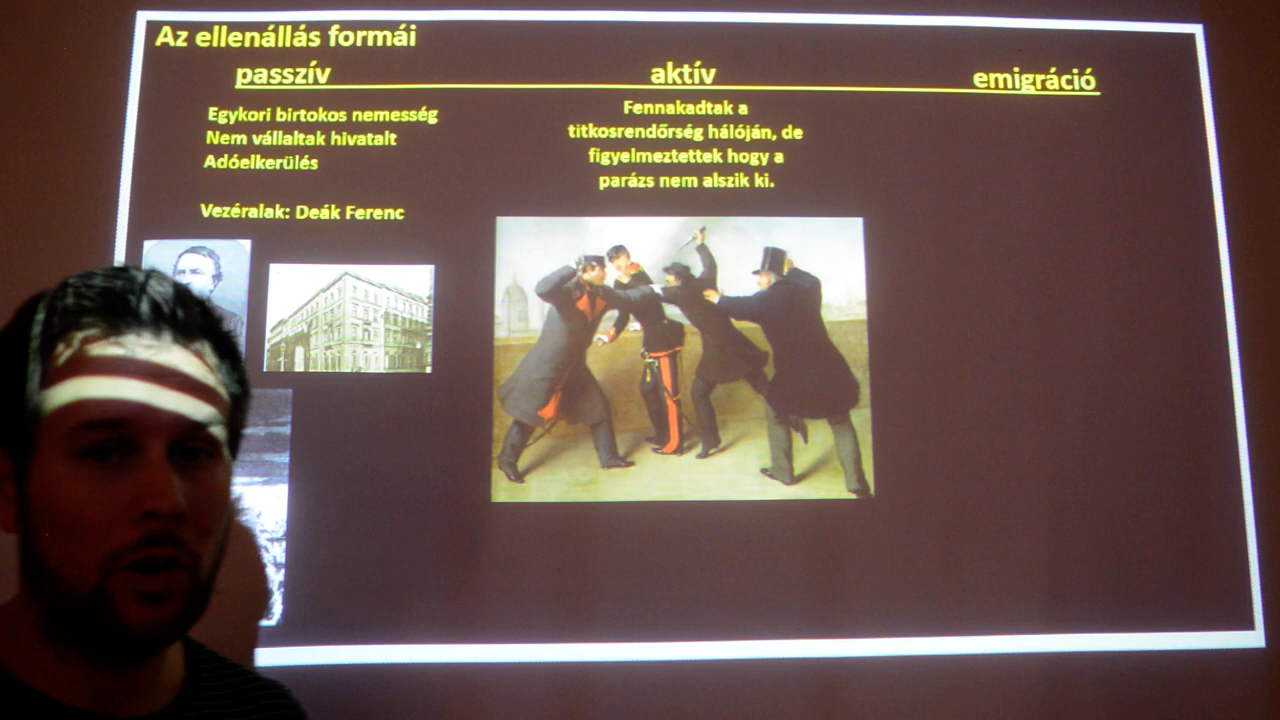 Az ellenállás formái
passzív
aktív
emigráció
Egykori birtokos nemesség
Nem vállaltak hivatalt
Adóelkerülés
Vezéralak: Deák Ferenc
Fennakadtak a
titkosrendőrség hálóján, de
figyelmeztettek hogy a
parázs nem alszik ki.